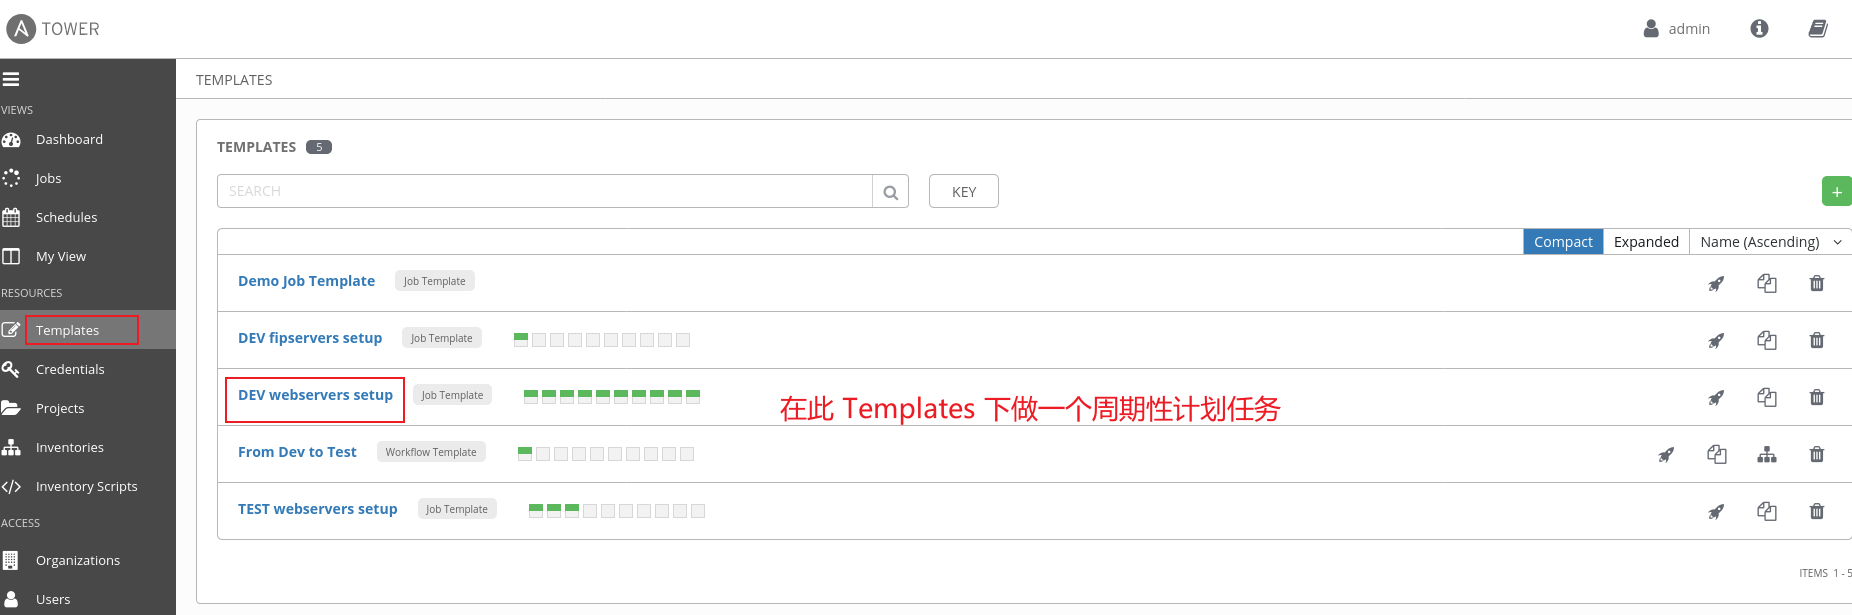 TOWER
admin
VIEWS
Dashboard
Jobs
Schedules
My View
RESOURCES
Templates
Credentials
Projects
Inventories
Inventory Scripts
ACCESS
Organizations
Users
TEMPLATES
TEMPLATES 5
SEARCH
KEY
+
Compact Expanded Name (Ascending)
Demo Job Template Job Template
DEV fipservers setup Job Template
DEV webservers setup Job Template
在此 Templates 下做一个周期性计划任务
From Dev to Test Workflow Template
TEST webservers setup Job Template
ITEMS 1 - 5